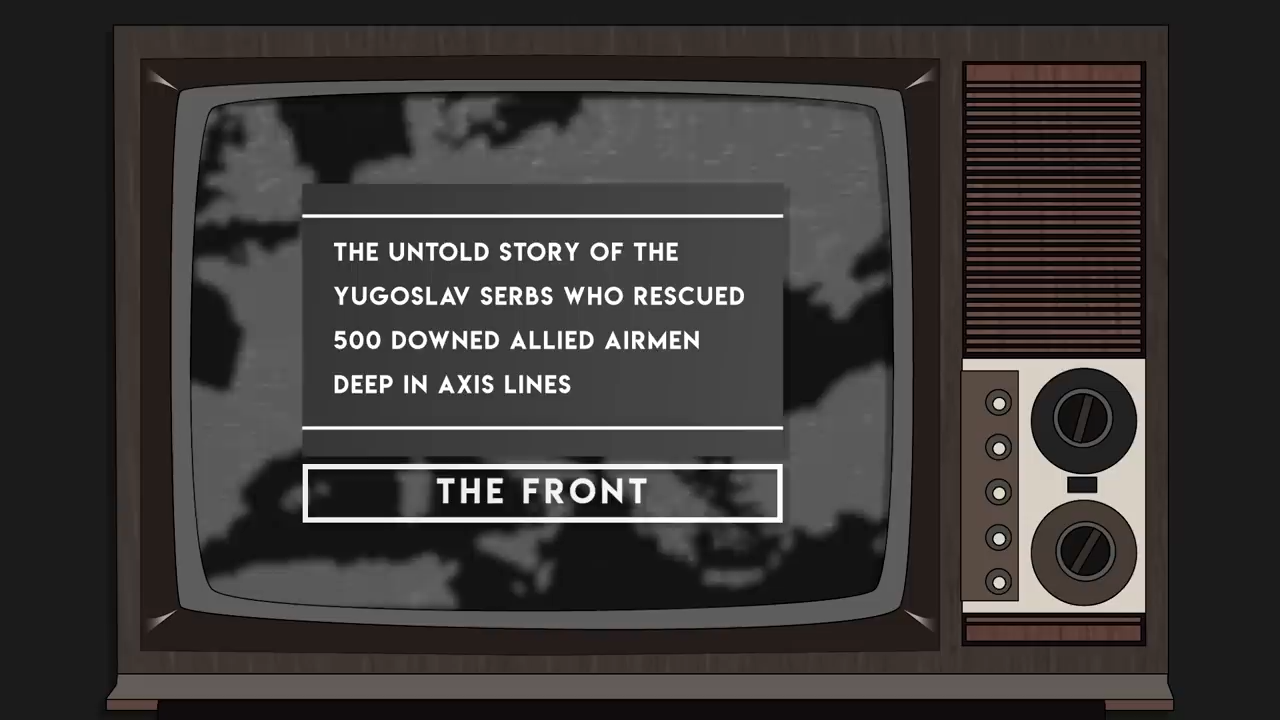 THE UNTOLD STORY OF THE
YUGOSLAV SERBS WHO RESCUED
500 DOWNED ALLIED AIRMEN
DEEP IN AXIS LINES
THE FRONT